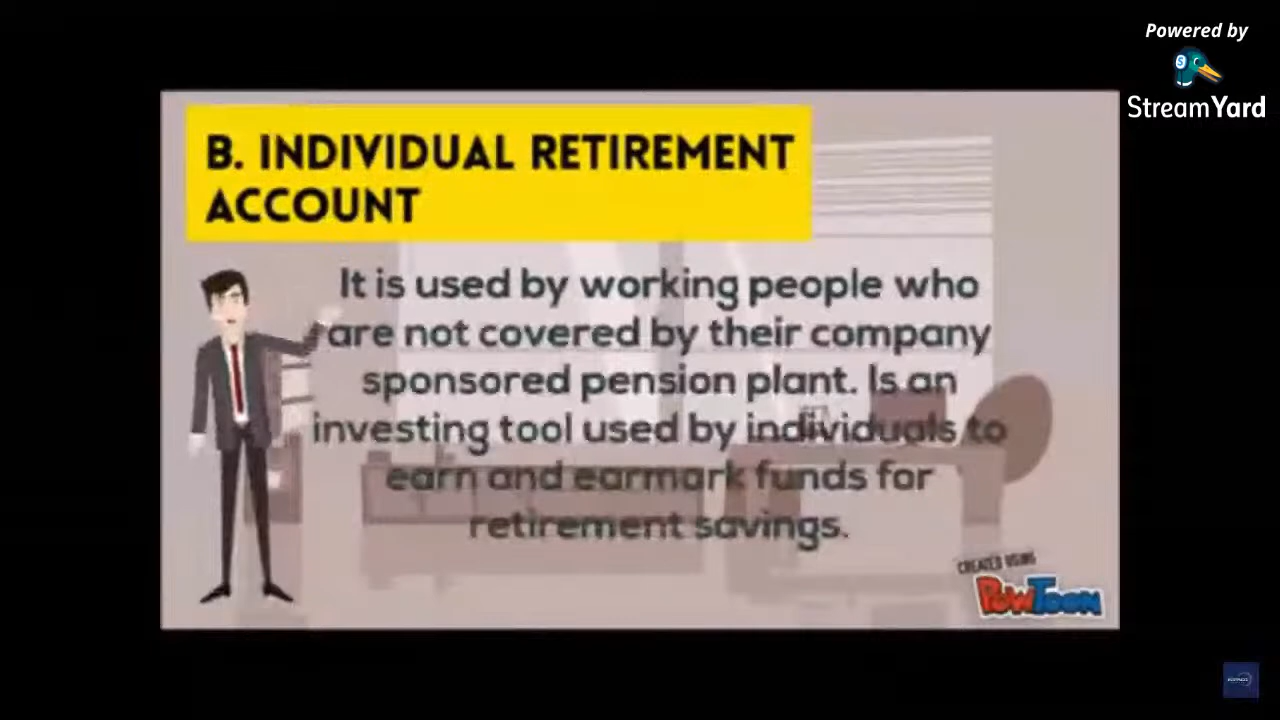 Powered by
StreamYard
B. INDIVIDUAL RETIREMENT
ACCOUNT
It is used by working people who
are not covered by their company
sponsored pension plant. Is an
investing tool used by individuals to
earn and earmark funds for
retirement savings.
CREATED USING
POWTOON